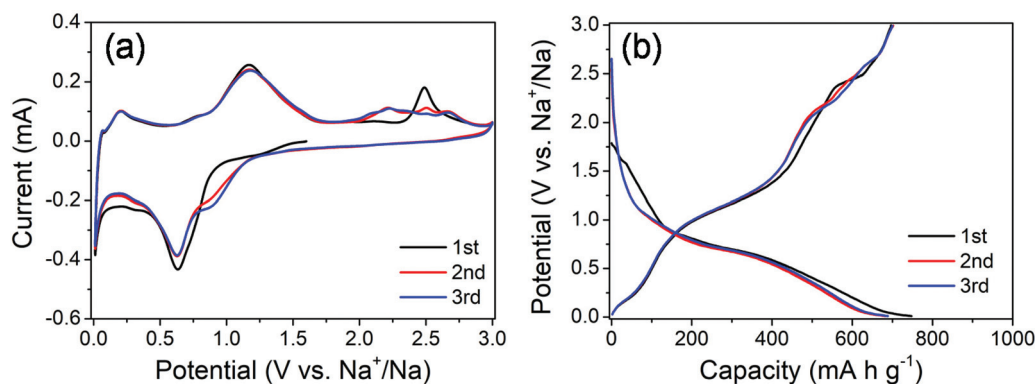 (a)
0.4
0.2
0.0
-0.2
-0.4
-0.6
Current (mA)
1st
2nd
3rd
0.0 0.5 1.0 1.5 2.0 2.5 3.0
Potential (V vs. Na⁺/Na)
(b)
3.0
2.5
2.0
1.5
1.0
0.5
0.0
Potential (V vs. Na⁺/Na)
1st
2nd
3rd
0 200 400 600 800 1000
Capacity (mA h g⁻¹)